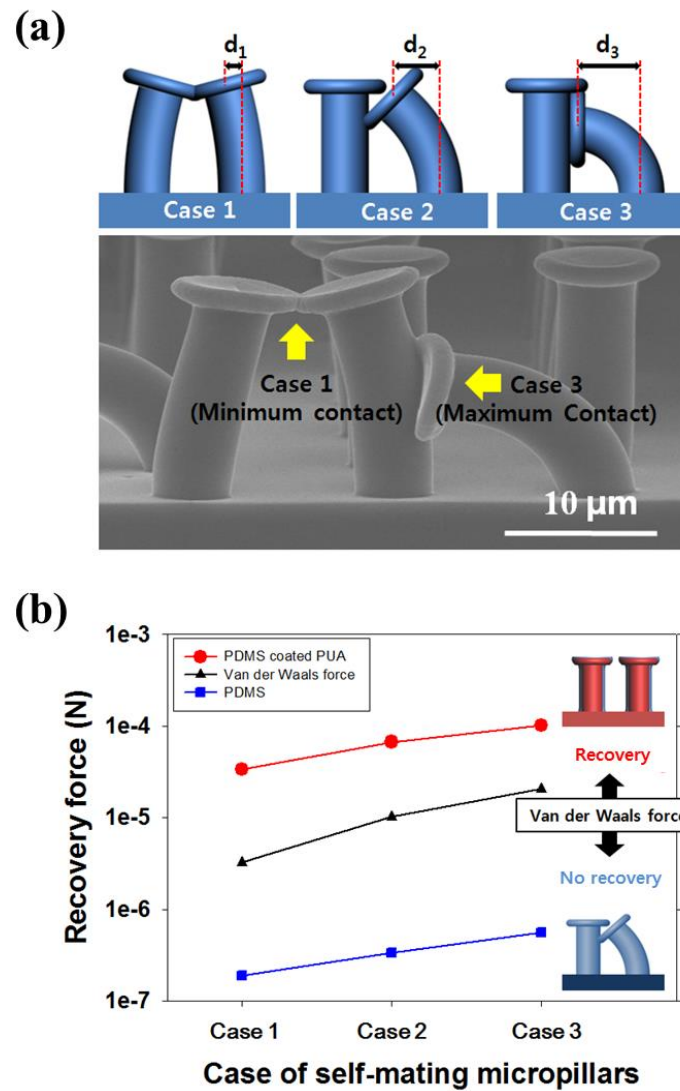 (a)
d1
d2
d3
Case 1
Case 2
Case 3
Case 1
(Minimum contact)
Case 3
(Maximum Contact)
10 μm
(b)
Recovery force (N)
1e-3
1e-4
1e-5
1e-6
1e-7
PDMS coated PUA
Van der Waals force
PDMS
Recovery
Van der Waals force
No recovery
Case 1
Case 2
Case 3
Case of self-mating micropillars